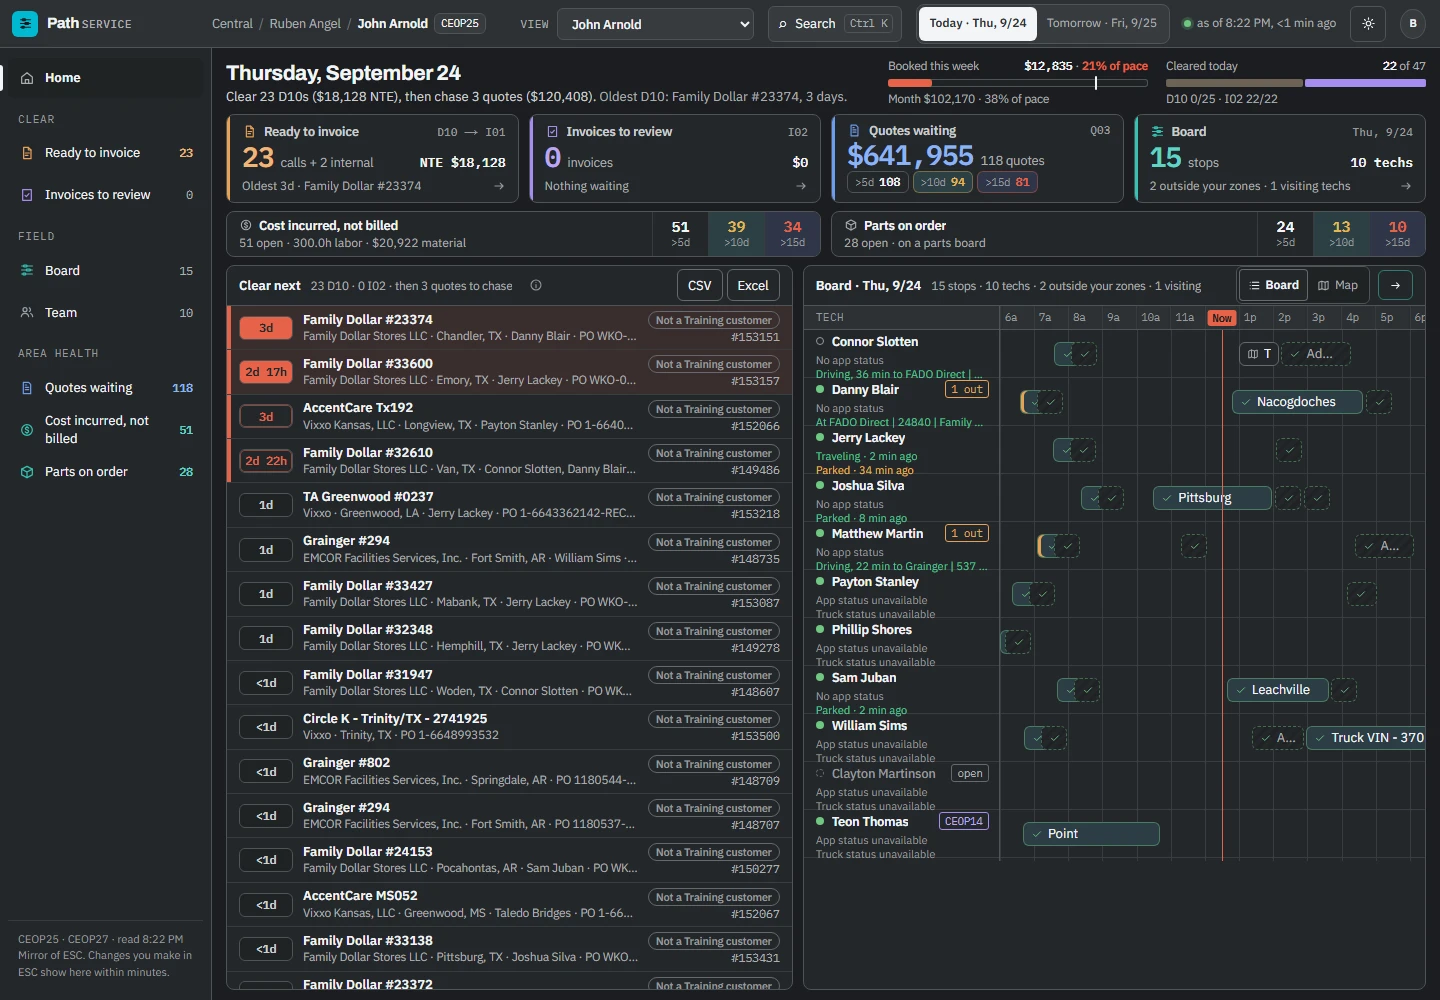 Path SERVICE
Central / Ruben Angel / John Arnold CEOP25
VIEW John Arnold
Search Ctrl K
Today · Thu, 9/24
Tomorrow · Fri, 9/25
as of 8:22 PM, <1 min ago
B
Home
CLEAR
Ready to invoice 23
Invoices to review 0
FIELD
Board 15
Team 10
AREA HEALTH
Quotes waiting 118
Cost incurred, not billed 51
Parts on order 28
CEOP25 · CEOP27 · read 8:22 PM
Mirror of ESC. Changes you make in
ESC show here within minutes.
Thursday, September 24
Clear 23 D10s ($18,128 NTE), then chase 3 quotes ($120,408). Oldest D10: Family Dollar #23374, 3 days.
Booked this week $12,835 · 21% of pace
Month $102,170 · 38% of pace
Cleared today 22 of 47
D10 0/25 · I02 22/22
Ready to invoice D10 → I01
23 calls + 2 internal NTE $18,128
Oldest 3d · Family Dollar #23374 →
Invoices to review I02
0 invoices $0
Nothing waiting →
Quotes waiting Q03
$641,955 118 quotes
>5d 108 >10d 94 >15d 81
Board Thu, 9/24
15 stops 10 techs
2 outside your zones · 1 visiting techs →
Cost incurred, not billed
51 open · 300.0h labor · $20,922 material
51 >5d
39 >10d
34 >15d
Parts on order
28 open · on a parts board
24 >5d
13 >10d
10 >15d
Clear next 23 D10 · 0 I02 · then 3 quotes to chase
CSV
Excel
3d Family Dollar #23374 Not a Training customer
Family Dollar Stores LLC · Chandler, TX · Danny Blair · PO WKO-... #153151
2d 17h Family Dollar #33600 Not a Training customer
Family Dollar Stores LLC · Emory, TX · Jerry Lackey · PO WKO-0... #153157
3d AccentCare Tx192 Not a Training customer
Vixxo Kansas, LLC · Longview, TX · Payton Stanley · PO 1-6640... #152066
2d 22h Family Dollar #32610 Not a Training customer
Family Dollar Stores LLC · Van, TX · Connor Slotten, Danny Blair... #149486
1d TA Greenwood #0237 Not a Training customer
Vixxo · Greenwood, LA · Jerry Lackey · PO 1-6643362142-REC... #153218
1d Grainger #294 Not a Training customer
EMCOR Facilities Services, Inc. · Fort Smith, AR · William Sims ·... #148735
1d Family Dollar #33427 Not a Training customer
Family Dollar Stores LLC · Mabank, TX · Jerry Lackey · PO WKO-... #153087
1d Family Dollar #32348 Not a Training customer
Family Dollar Stores LLC · Hemphill, TX · Jerry Lackey · PO WK... #149278
<1d Family Dollar #31947 Not a Training customer
Family Dollar Stores LLC · Woden, TX · Connor Slotten · PO WK... #148607
<1d Circle K - Trinity/TX - 2741925 Not a Training customer
Vixxo · Trinity, TX · PO 1-6648993532 #153500
<1d Grainger #802 Not a Training customer
EMCOR Facilities Services, Inc. · Springdale, AR · PO 1180544-... #148709
<1d Grainger #294 Not a Training customer
EMCOR Facilities Services, Inc. · Fort Smith, AR · PO 1180537-... #148707
<1d Family Dollar #24153 Not a Training customer
Family Dollar Stores LLC · Pocahontas, AR · Sam Juban · PO WK... #150277
<1d AccentCare MS052 Not a Training customer
Vixxo Kansas, LLC · Greenwood, MS · Taledo Bridges · PO 1-66... #152067
<1d Family Dollar #33138 Not a Training customer
Family Dollar Stores LLC · Pittsburg, TX · Joshua Silva · PO WKO... #153431
Family Dollar #23372 Not a Training customer
Board · Thu, 9/24 15 stops · 10 techs · 2 outside your zones · 1 visiting
Board
Map
→
TECH 6a 7a 8a 9a 10a 11a Now 1p 2p 3p 4p 5p 6p
Connor Slotten
No app status
Driving, 36 min to FADO Direct | ...
T
Ad...
Danny Blair 1 out
No app status
At FADO Direct | 24840 | Family ...
Nacogdoches
Jerry Lackey
Traveling · 2 min ago
Parked · 34 min ago
Joshua Silva
No app status
Parked · 8 min ago
Pittsburg
Matthew Martin 1 out
No app status
Driving, 22 min to Grainger | 537 ...
A...
Payton Stanley
App status unavailable
Truck status unavailable
Phillip Shores
App status unavailable
Truck status unavailable
Sam Juban
No app status
Parked · 2 min ago
Leachville
William Sims
App status unavailable
Truck status unavailable
A...
Truck VIN - 370
Clayton Martinson open
App status unavailable
Truck status unavailable
Teon Thomas CEOP14
App status unavailable
Truck status unavailable
Point